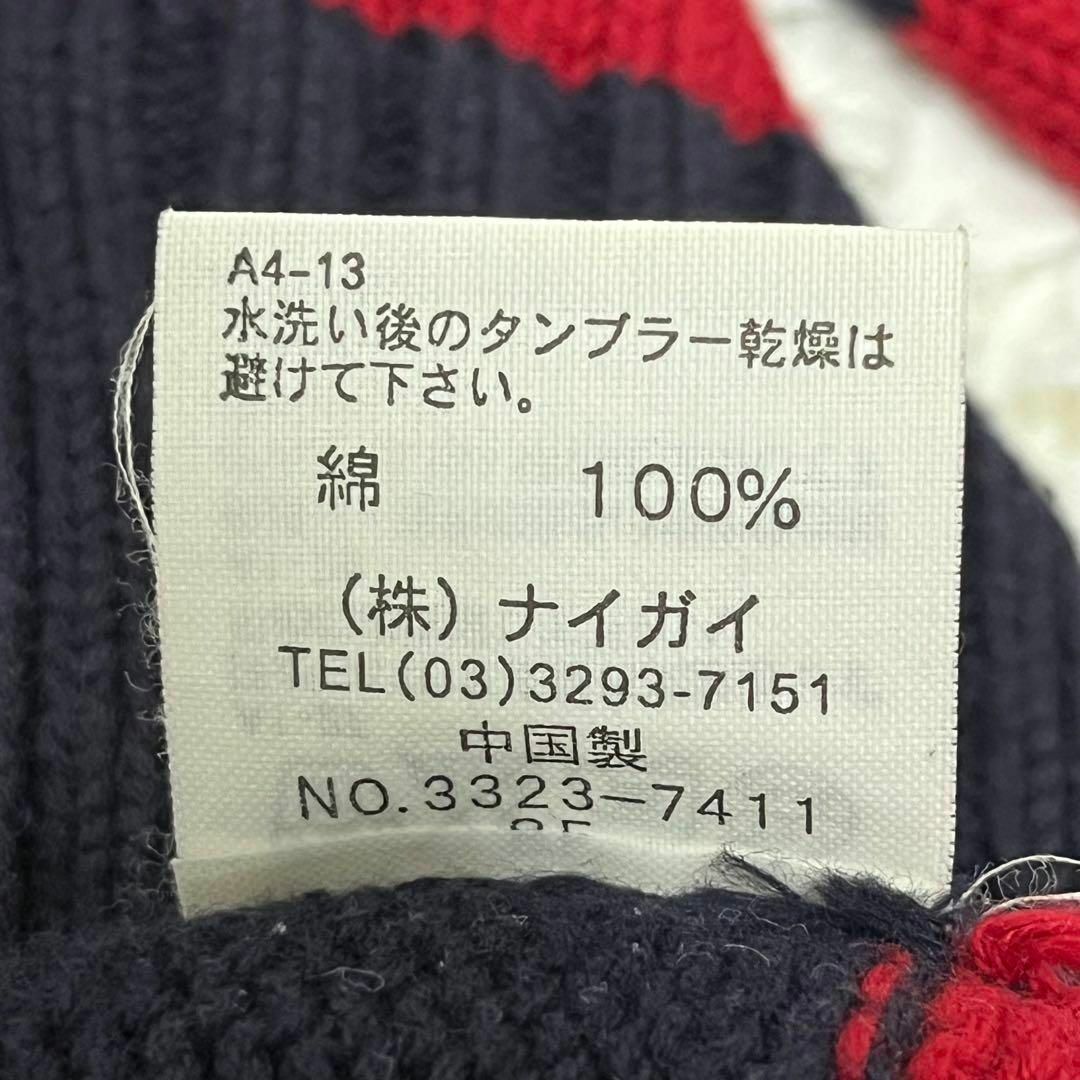 A4-13
水洗い後のタンブラー乾燥は
避けて下さい。
綿 100%
(株)ナイガイ
TEL(03)3293-7151
中国製
NO.3323-7411